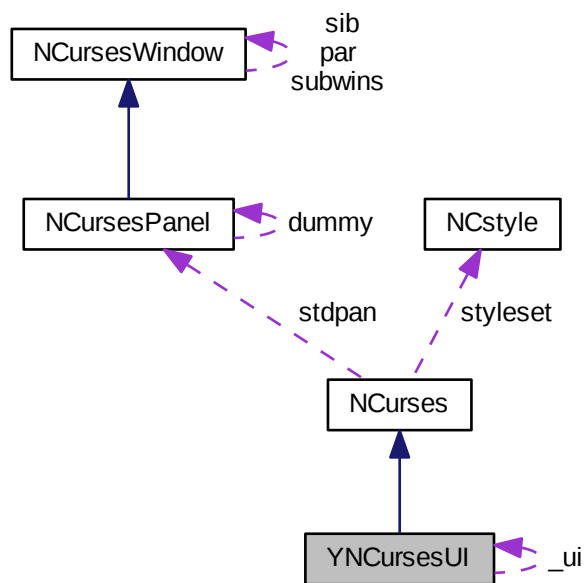 NCursesWindow
sib
par
subwins
NCursesPanel
dummy
NCstyle
stdpan
styleset
NCurses
YNCursesUI
_ui